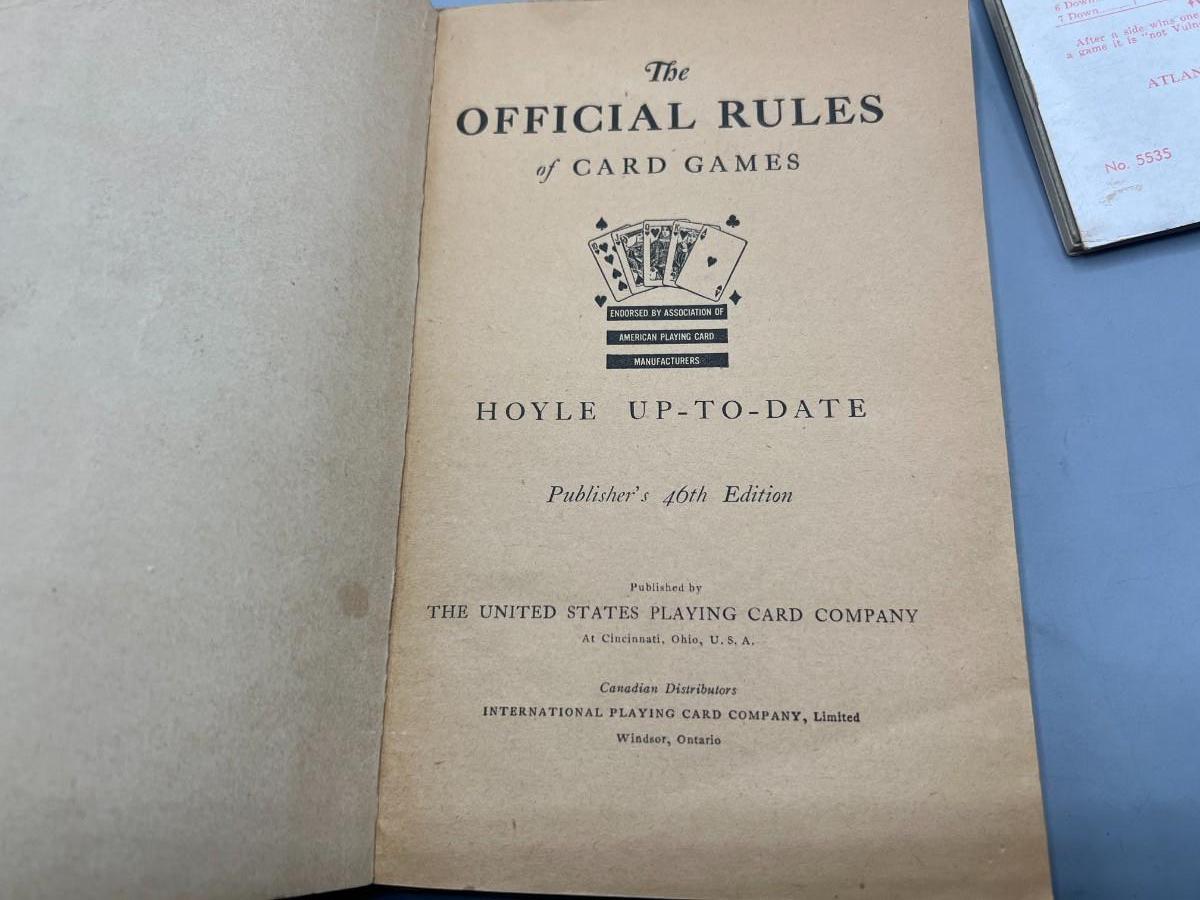 The
OFFICIAL RULES
of CARD GAMES
ENDORSED BY ASSOCIATION OF
AMERICAN PLAYING CARD
MANUFACTURERS
HOYLE UP-TO-DATE
Publisher's 46th Edition
Published by
THE UNITED STATES PLAYING CARD COMPANY
At Cincinnati, Ohio, U. S. A.
Canadian Distributors
INTERNATIONAL PLAYING CARD COMPANY, Limited
Windsor, Ontario
6 Down
7 Down
After a side wins one
a game it is "not Vuln
ATLAN
No. 5535